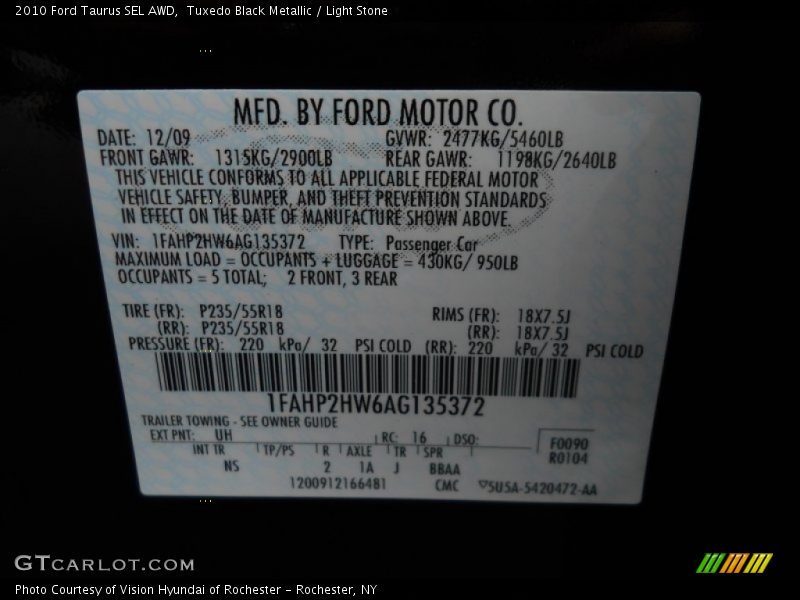 2010 Ford Taurus SEL AWD,  Tuxedo Black Metallic / Light Stone
MFD. BY FORD MOTOR CO.
DATE: 12/09 GVWR: 2477KG/5460LB
FRONT GAWR: 1315KG/2900LB REAR GAWR: 1198KG/2640LB
THIS VEHICLE CONFORMS TO ALL APPLICABLE FEDERAL MOTOR
VEHICLE SAFETY, BUMPER, AND THEFT PREVENTION STANDARDS
IN EFFECT ON THE DATE OF MANUFACTURE SHOWN ABOVE.
VIN: 1FAHP2HW6AG135372 TYPE: Passenger Car
MAXIMUM LOAD = OCCUPANTS + LUGGAGE = 430KG/ 950LB
OCCUPANTS = 5 TOTAL; 2 FRONT, 3 REAR
TIRE (FR): P235/55R18 RIMS (FR): 18X7.5J
(RR): P235/55R18 (RR): 18X7.5J
PRESSURE (FR): 220 kPa/ 32 PSI COLD (RR): 220 kPa/ 32 PSI COLD
1FAHP2HW6AG135372
TRAILER TOWING - SEE OWNER GUIDE
EXT PNT: UH RC: 16 DSO: F0090
INT TR TP/PS R AXLE TR SPR R0104
NS 2 1A J BBAA
1200912166481 CMC 5U5A-5420472-AA
GTCARLOT.COM
Photo Courtesy of Vision Hyundai of Rochester - Rochester, NY